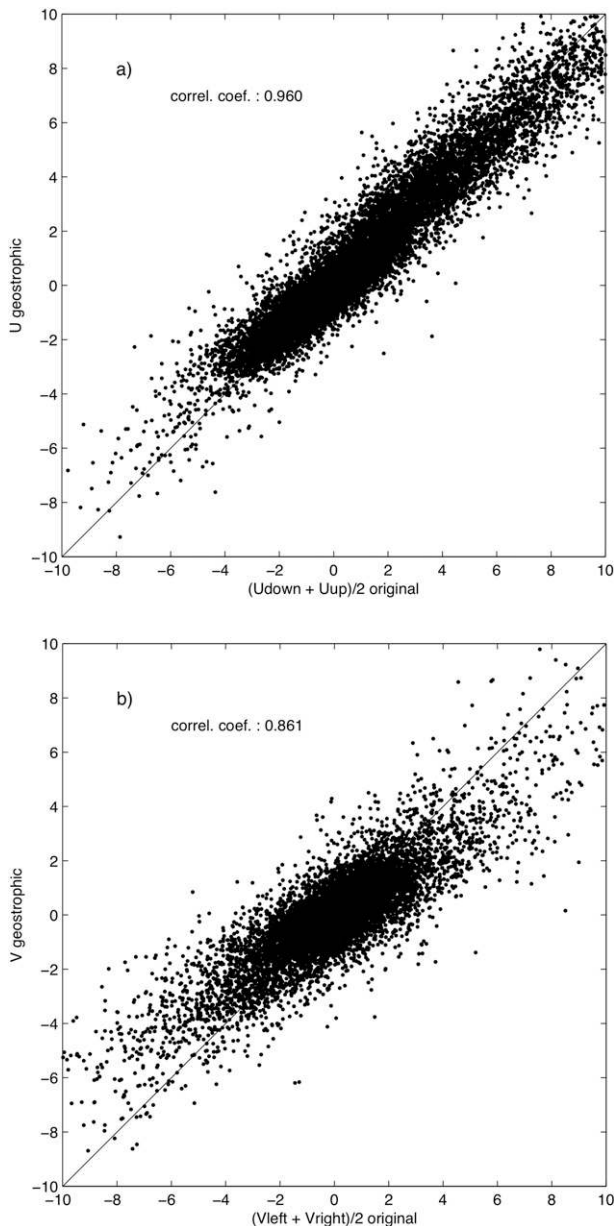 10
8
a)
correl. coef. : 0.960
6
4
2
U geostrophic
0
−2
−4
−6
−8
−10
−10 −8 −6 −4 −2 0 2 4 6 8 10
(Udown + Uup)/2 original
10
8
b)
correl. coef. : 0.861
6
4
2
V geostrophic
0
−2
−4
−6
−8
−10
−10 −8 −6 −4 −2 0 2 4 6 8 10
(Vleft + Vright)/2 original